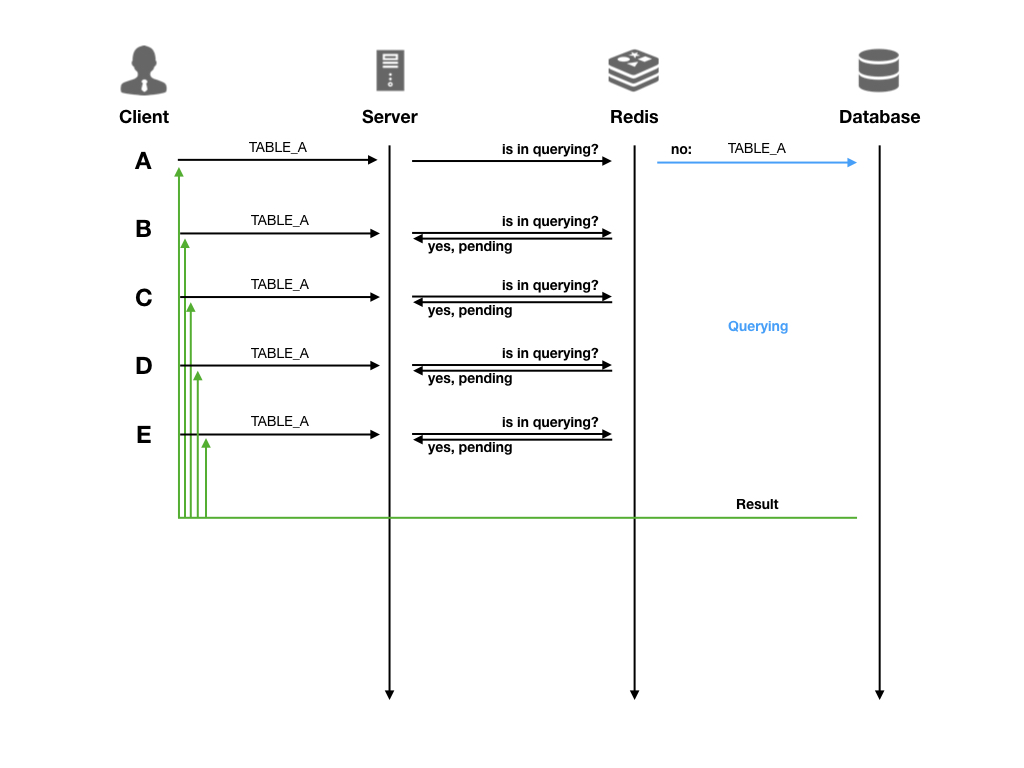 Client
Server
Redis
Database
A
TABLE_A
is in querying?
no:
TABLE_A
B
TABLE_A
is in querying?
yes, pending
C
TABLE_A
is in querying?
yes, pending
Querying
D
TABLE_A
is in querying?
yes, pending
E
TABLE_A
is in querying?
yes, pending
Result